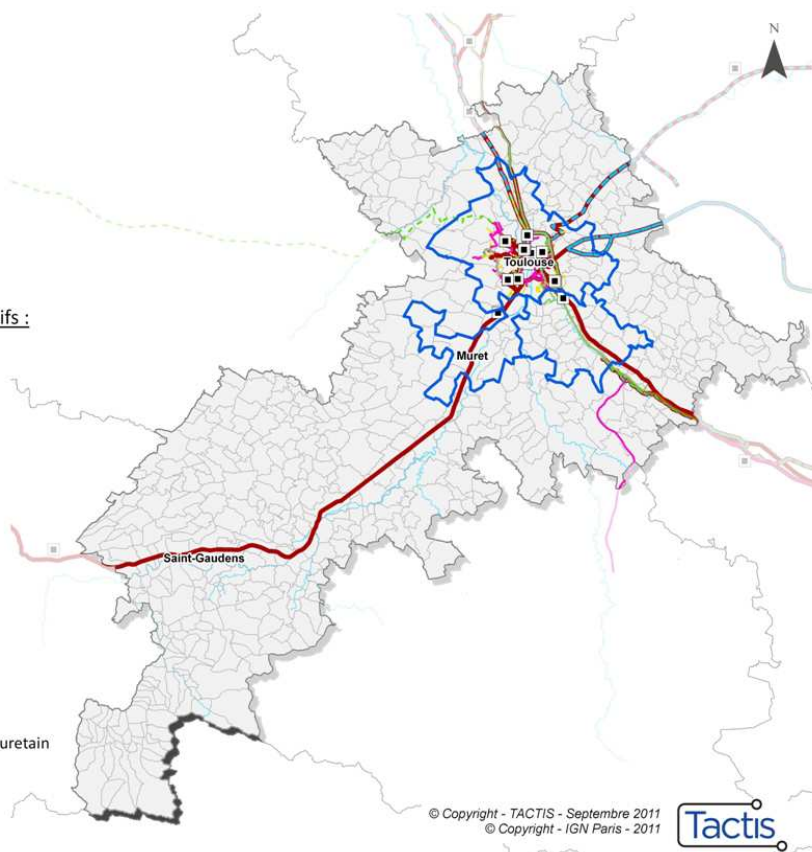 N
Toulouse
ifs :
Muret
Saint-Gaudens
uretain
© Copyright - TACTIS - Septembre 2011
© Copyright - IGN Paris - 2011
Tactis